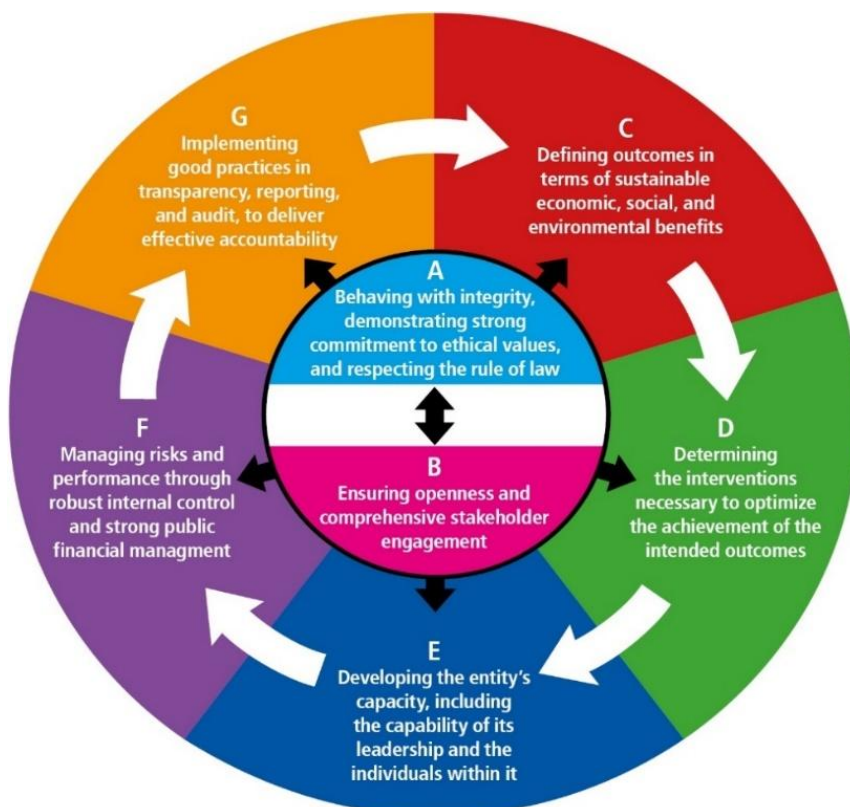 A
Behaving with integrity,
demonstrating strong
commitment to ethical values,
and respecting the rule of law
B
Ensuring openness and
comprehensive stakeholder
engagement
C
Defining outcomes in
terms of sustainable
economic, social, and
environmental benefits
D
Determining
the interventions
necessary to optimize
the achievement of the
intended outcomes
E
Developing the entity’s
capacity, including
the capability of its
leadership and the
individuals within it
F
Managing risks and
performance through
robust internal control
and strong public
financial managment
G
Implementing
good practices in
transparency, reporting,
and audit, to deliver
effective accountability